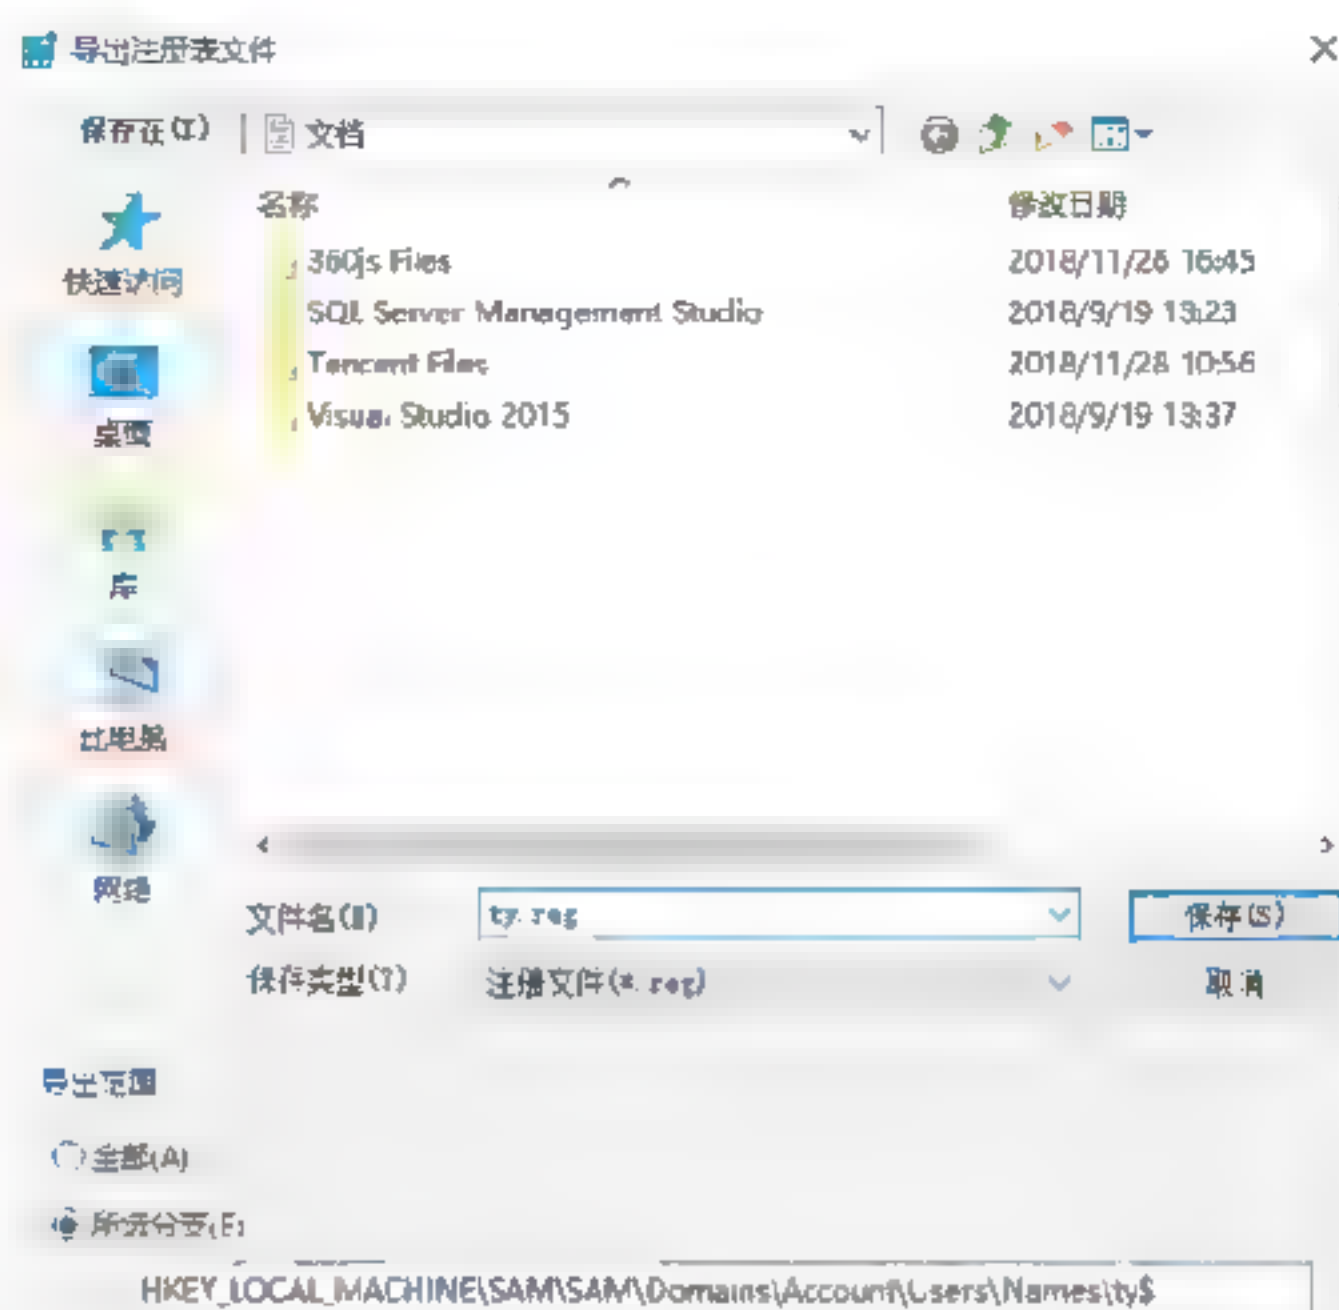 导出注册表文件
保存在(I)
文档
名称
修改日期
快速访问
360js Files
2018/11/26 16:45
SQL Server Management Studio
2018/9/19 13:23
Tencent Files
2018/11/28 10:56
Visual Studio 2015
2018/9/19 13:37
桌面
库
此电脑
网络
文件名(N)
ty.reg
保存(S)
保存类型(T)
注册文件(*.reg)
取消
导出范围
全部(A)
所选分支(E)
HKEY_LOCAL_MACHINE\SAM\SAM\Domains\Account\Users\Names\ty$